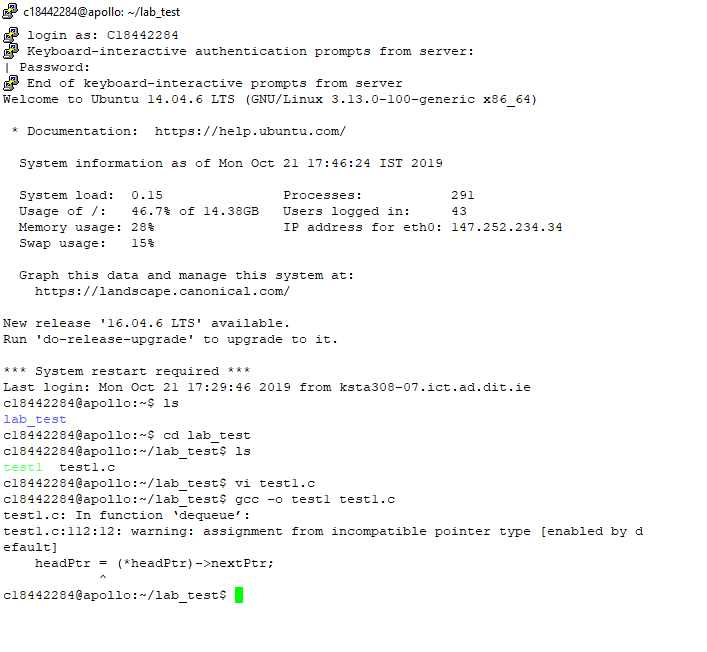 c18442284@apollo: ~/lab_test
login as: C18442284
Keyboard-interactive authentication prompts from server:
| Password:
End of keyboard-interactive prompts from server
Welcome to Ubuntu 14.04.6 LTS (GNU/Linux 3.13.0-100-generic x86_64)
* Documentation:  https://help.ubuntu.com/
System information as of Mon Oct 21 17:46:24 IST 2019
System load:  0.15                Processes:           291
Usage of /:   46.7% of 14.38GB   Users logged in:     43
Memory usage: 28%                IP address for eth0: 147.252.234.34
Swap usage:   15%
Graph this data and manage this system at:
https://landscape.canonical.com/
New release '16.04.6 LTS' available.
Run 'do-release-upgrade' to upgrade to it.
*** System restart required ***
Last login: Mon Oct 21 17:29:46 2019 from ksta308-07.ict.ad.dit.ie
c18442284@apollo:~$ ls
lab_test
c18442284@apollo:~$ cd lab_test
c18442284@apollo:~/lab_test$ ls
test1  test1.c
c18442284@apollo:~/lab_test$ vi test1.c
c18442284@apollo:~/lab_test$ gcc -o test1 test1.c
test1.c: In function ‘dequeue’:
test1.c:112:12: warning: assignment from incompatible pointer type [enabled by d
efault]
headPtr = (*headPtr)->nextPtr;
^
c18442284@apollo:~/lab_test$